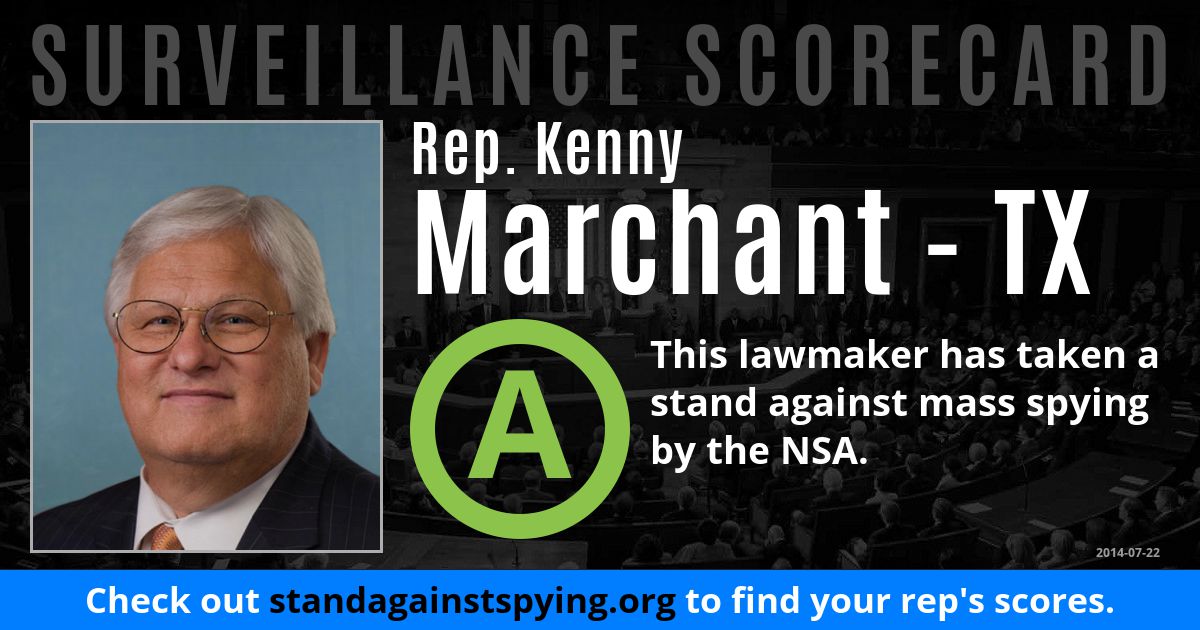 SURVEILLANCE SCORECARD
Rep. Kenny
Marchant - TX
A
This lawmaker has taken a
stand against mass spying
by the NSA.
2014-07-22
Check out standagainstspying.org to find your rep's scores.